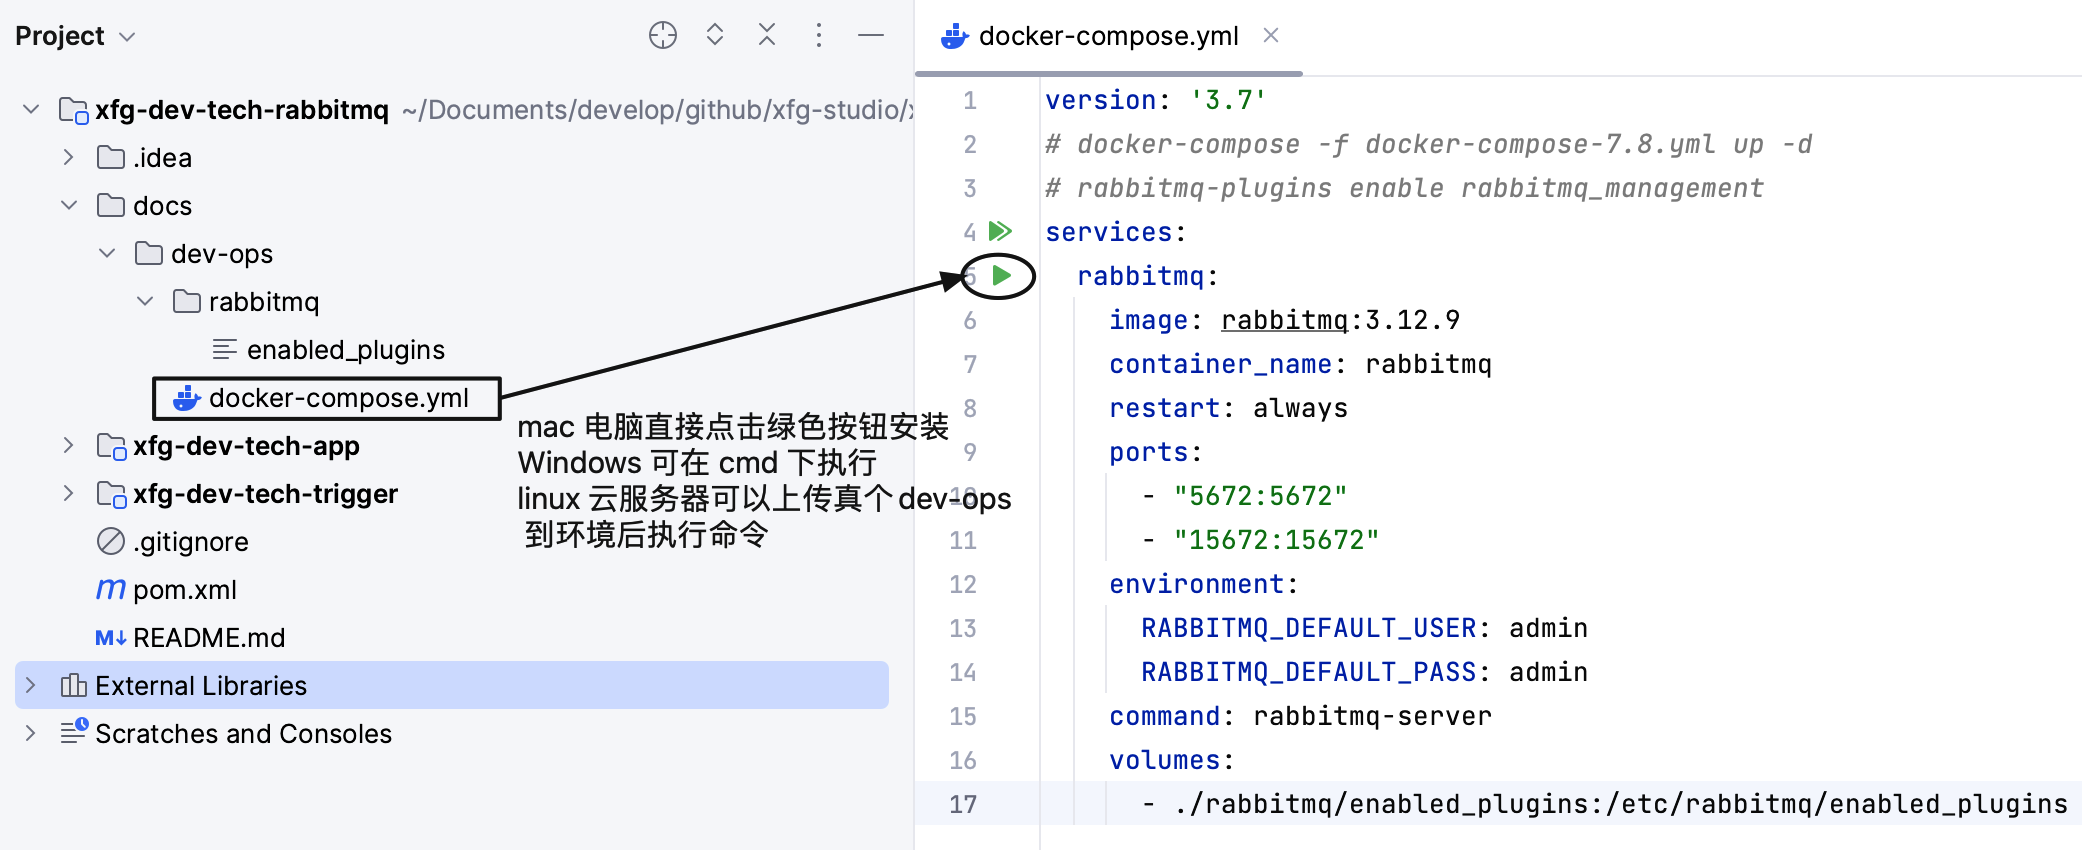 Project
xfg-dev-tech-rabbitmq ~/Documents/develop/github/xfg-studio/
.idea
docs
dev-ops
rabbitmq
enabled_plugins
docker-compose.yml
xfg-dev-tech-app
xfg-dev-tech-trigger
.gitignore
pom.xml
README.md
External Libraries
Scratches and Consoles
mac 电脑直接点击绿色按钮安装
Windows 可在 cmd 下执行
linux 云服务器可以上传真个 dev-ops
到环境后执行命令
docker-compose.yml
1 version: '3.7'
2 # docker-compose -f docker-compose-7.8.yml up -d
3 # rabbitmq-plugins enable rabbitmq_management
4 services:
5 rabbitmq:
6 image: rabbitmq:3.12.9
7 container_name: rabbitmq
8 restart: always
9 ports:
10 - "5672:5672"
11 - "15672:15672"
12 environment:
13 RABBITMQ_DEFAULT_USER: admin
14 RABBITMQ_DEFAULT_PASS: admin
15 command: rabbitmq-server
16 volumes:
17 - ./rabbitmq/enabled_plugins:/etc/rabbitmq/enabled_plugins